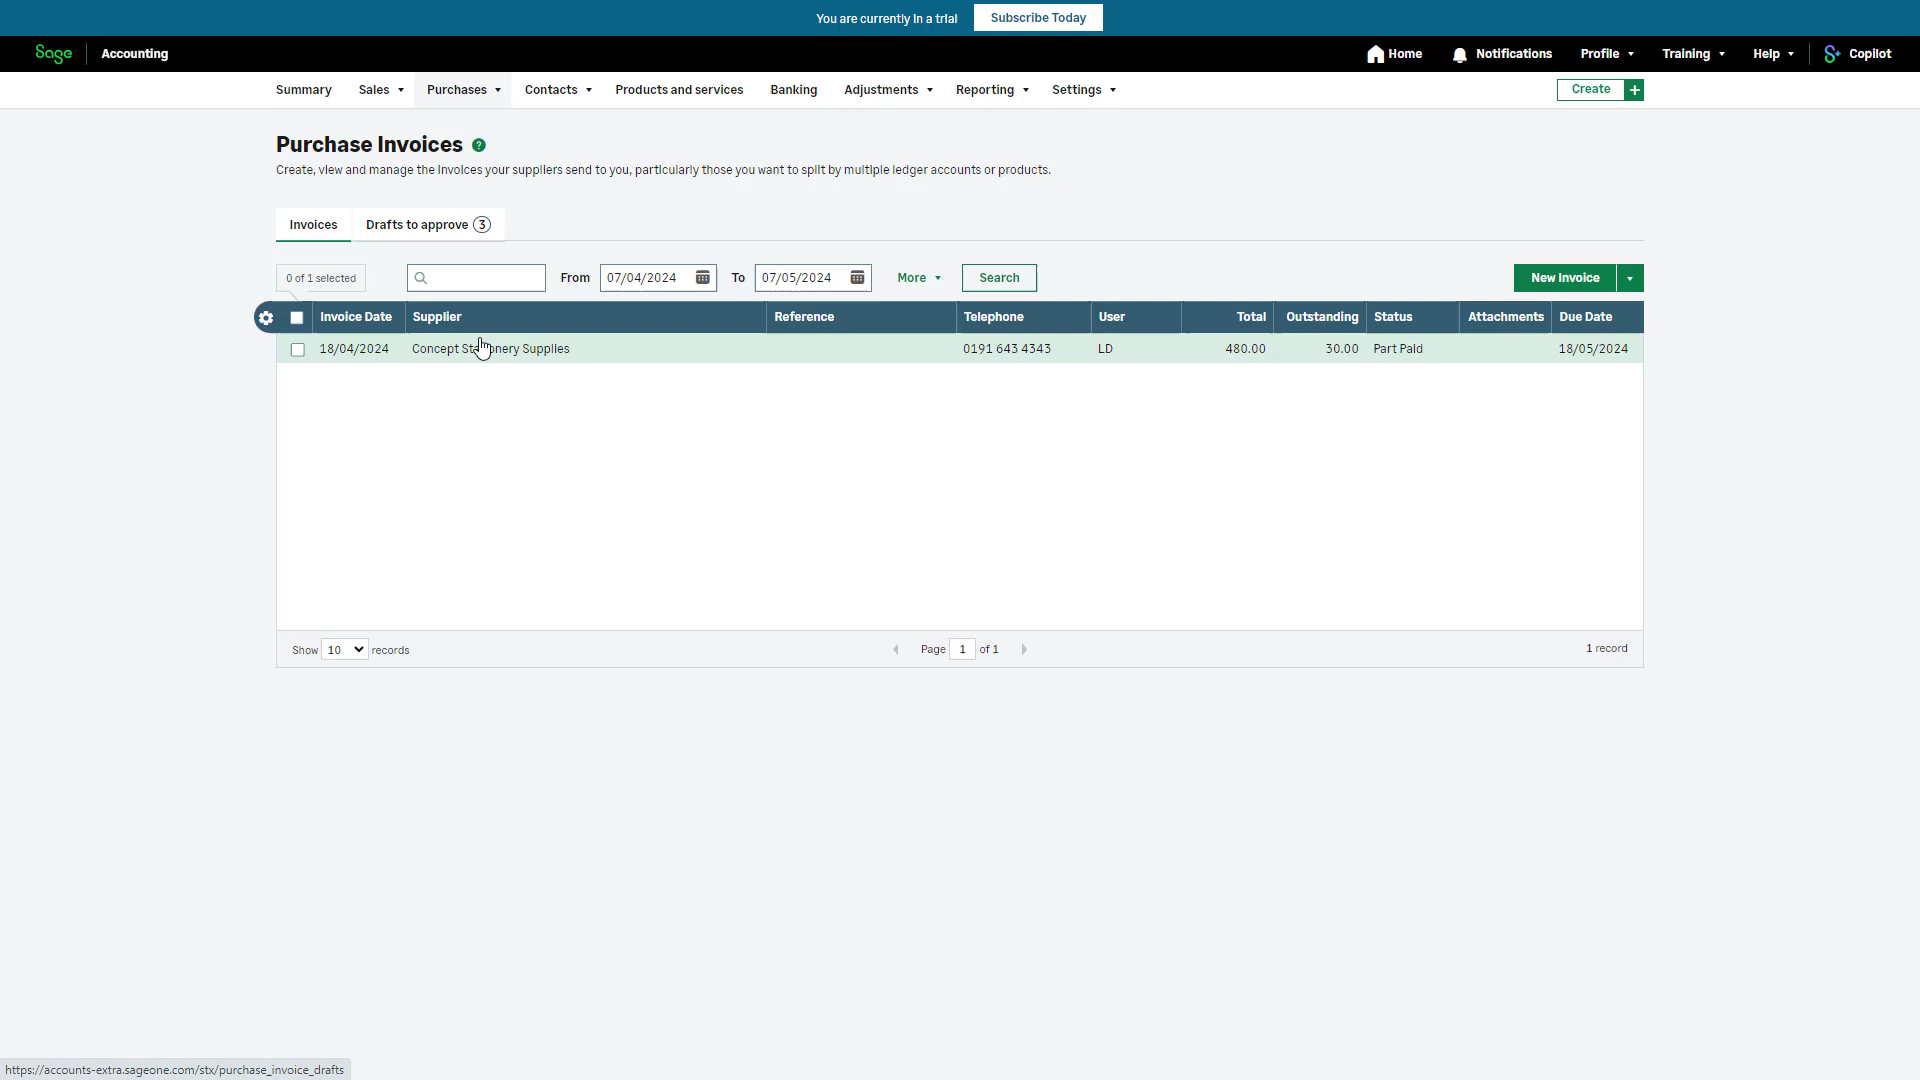 You are currently in a trial Subscribe Today
Sage Accounting Home Notifications Profile Training Help Copilot
Summary Sales Purchases Contacts Products and services Banking Adjustments Reporting Settings Create +
Purchase Invoices ?
Create, view and manage the invoices your suppliers send to you, particularly those you want to split by multiple ledger accounts or products.
Invoices Drafts to approve 3
0 of 1 selected From 07/04/2024 To 07/05/2024 More Search New Invoice
Invoice Date Supplier Reference Telephone User Total Outstanding Status Attachments Due Date
18/04/2024 Concept Stationery Supplies 0191 643 4343 LD 480.00 30.00 Part Paid 18/05/2024
Show 10 records Page 1 of 1 1 record
https://accounts-extra.sageone.com/stx/purchase_invoice_drafts